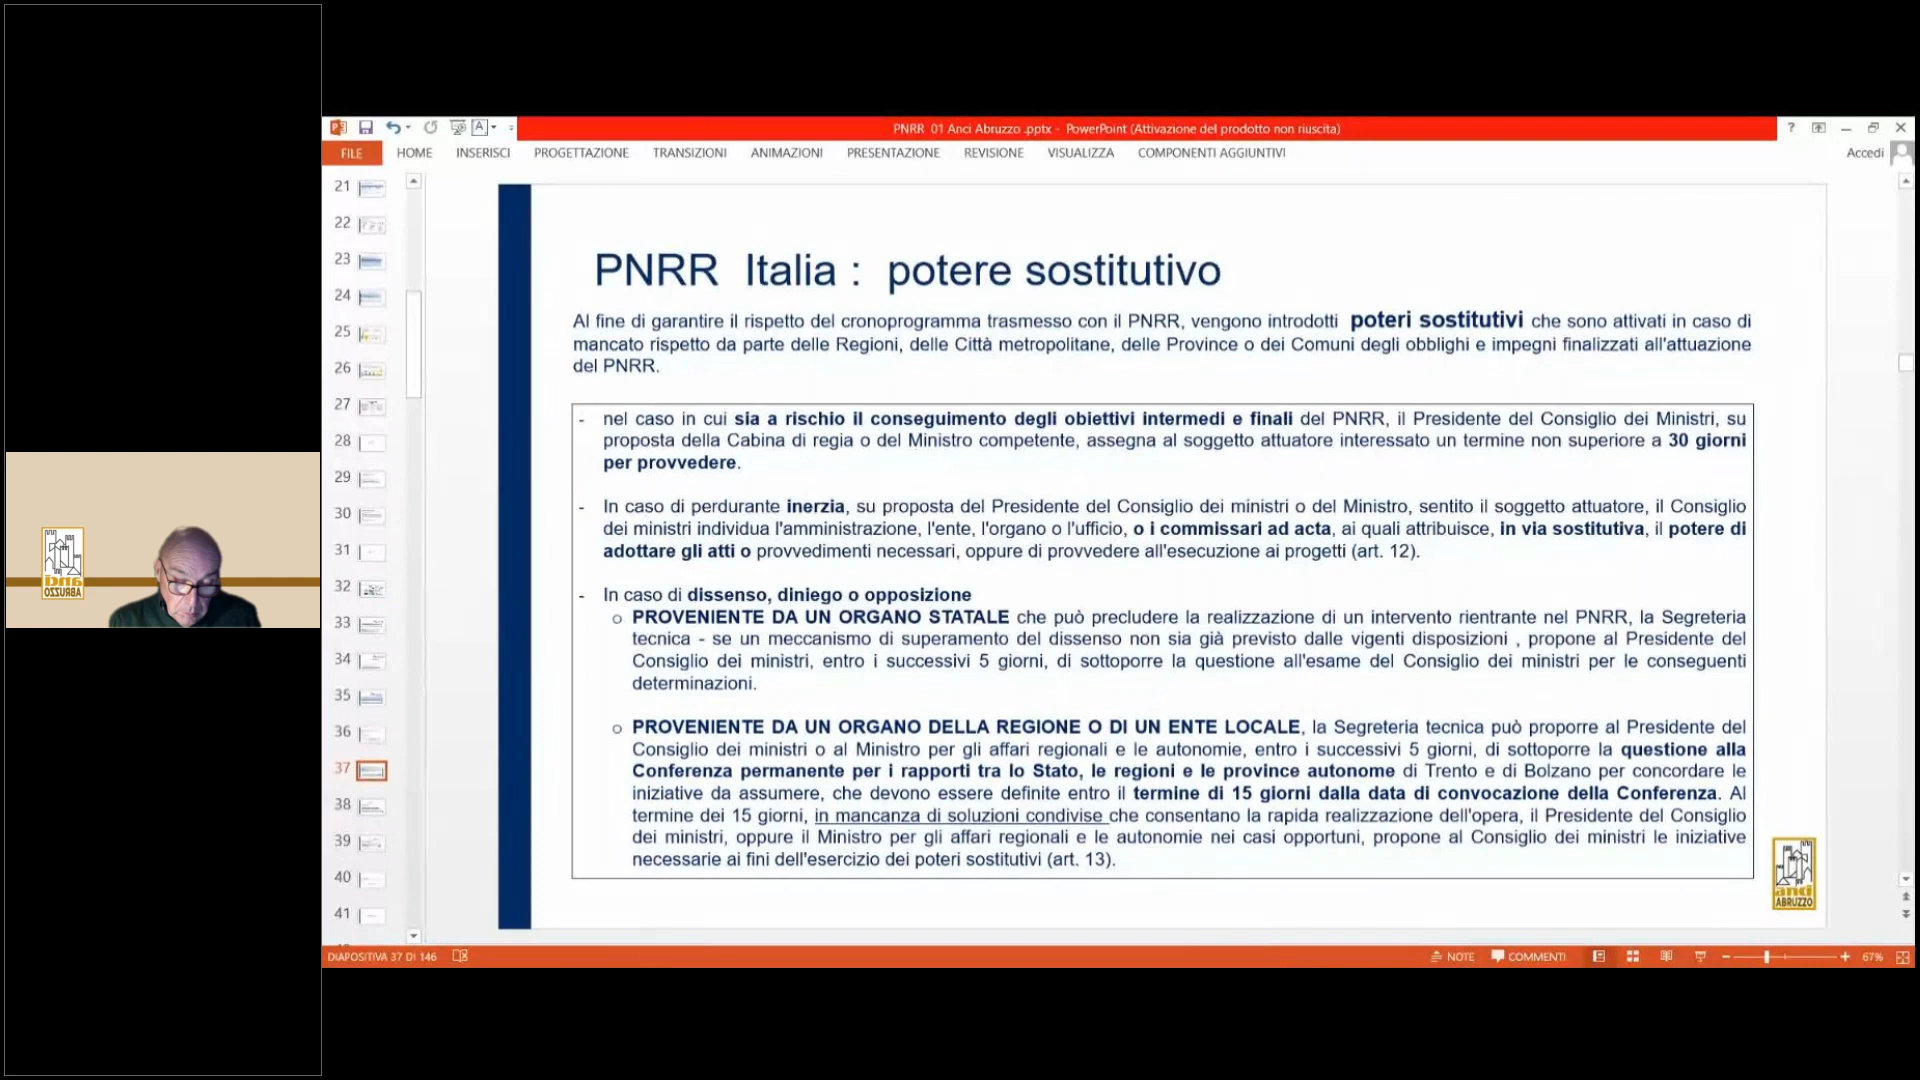 PNRR 01 Anci Abruzzo .pptx - PowerPoint (Attivazione del prodotto non riuscita)
FILE HOME INSERISCI PROGETTAZIONE TRANSIZIONI ANIMAZIONI PRESENTAZIONE REVISIONE VISUALIZZA COMPONENTI AGGIUNTIVI Accedi
21
22
23
24
25
26
27
28
29
30
31
32
33
34
35
36
37
38
39
40
41
PNRR Italia : potere sostitutivo
Al fine di garantire il rispetto del cronoprogramma trasmesso con il PNRR, vengono introdotti poteri sostitutivi che sono attivati in caso di
mancato rispetto da parte delle Regioni, delle Città metropolitane, delle Province o dei Comuni degli obblighi e impegni finalizzati all'attuazione
del PNRR.
- nel caso in cui sia a rischio il conseguimento degli obiettivi intermedi e finali del PNRR, il Presidente del Consiglio dei Ministri, su
proposta della Cabina di regia o del Ministro competente, assegna al soggetto attuatore interessato un termine non superiore a 30 giorni
per provvedere.
- In caso di perdurante inerzia, su proposta del Presidente del Consiglio dei ministri o del Ministro, sentito il soggetto attuatore, il Consiglio
dei ministri individua l'amministrazione, l'ente, l'organo o l'ufficio, o i commissari ad acta, ai quali attribuisce, in via sostitutiva, il potere di
adottare gli atti o provvedimenti necessari, oppure di provvedere all'esecuzione ai progetti (art. 12).
- In caso di dissenso, diniego o opposizione
o PROVENIENTE DA UN ORGANO STATALE che può precludere la realizzazione di un intervento rientrante nel PNRR, la Segreteria
tecnica - se un meccanismo di superamento del dissenso non sia già previsto dalle vigenti disposizioni , propone al Presidente del
Consiglio dei ministri, entro i successivi 5 giorni, di sottoporre la questione all'esame del Consiglio dei ministri per le conseguenti
determinazioni.
o PROVENIENTE DA UN ORGANO DELLA REGIONE O DI UN ENTE LOCALE, la Segreteria tecnica può proporre al Presidente del
Consiglio dei ministri o al Ministro per gli affari regionali e le autonomie, entro i successivi 5 giorni, di sottoporre la questione alla
Conferenza permanente per i rapporti tra lo Stato, le regioni e le province autonome di Trento e di Bolzano per concordare le
iniziative da assumere, che devono essere definite entro il termine di 15 giorni dalla data di convocazione della Conferenza. Al
termine dei 15 giorni, in mancanza di soluzioni condivise che consentano la rapida realizzazione dell'opera, il Presidente del Consiglio
dei ministri, oppure il Ministro per gli affari regionali e le autonomie nei casi opportuni, propone al Consiglio dei ministri le iniziative
necessarie ai fini dell'esercizio dei poteri sostitutivi (art. 13).
anci
ABRUZZO
anci
ABRUZZO
DIAPOSITIVA 37 DI 146 NOTE COMMENTI 67%